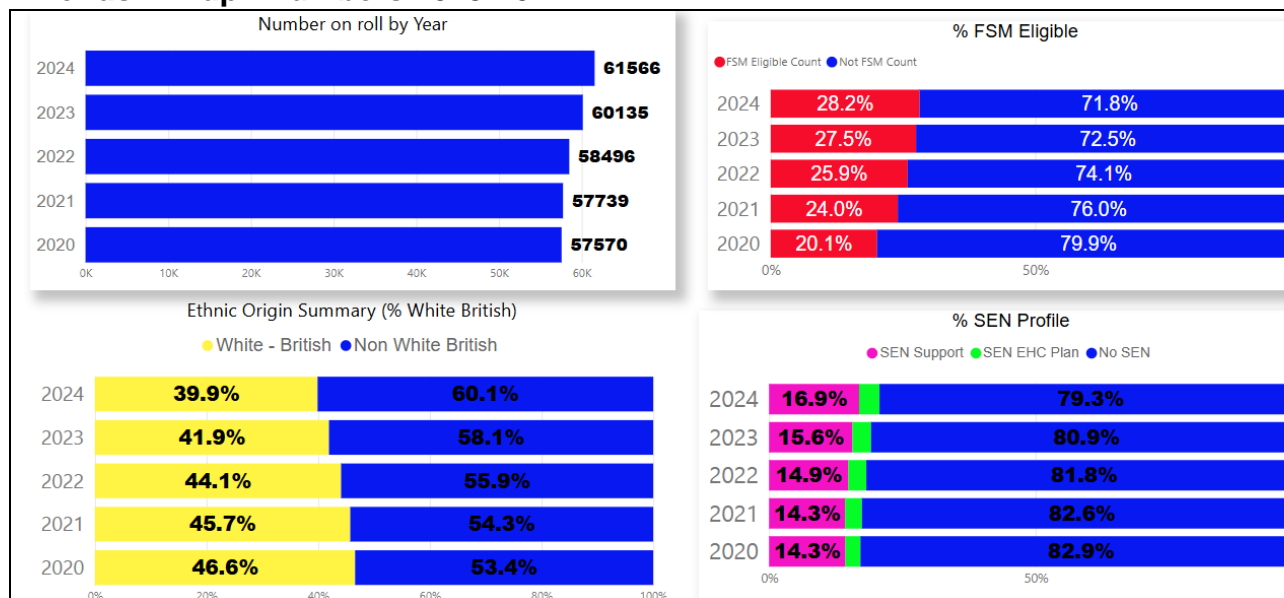 Number on roll by Year
2024 61566
2023 60135
2022 58496
2021 57739
2020 57570
0K 10K 20K 30K 40K 50K 60K
% FSM Eligible
FSM Eligible Count Not FSM Count
2024 28.2% 71.8%
2023 27.5% 72.5%
2022 25.9% 74.1%
2021 24.0% 76.0%
2020 20.1% 79.9%
0% 50%
Ethnic Origin Summary (% White British)
White - British Non White British
2024 39.9% 60.1%
2023 41.9% 58.1%
2022 44.1% 55.9%
2021 45.7% 54.3%
2020 46.6% 53.4%
0% 20% 40% 60% 80% 100%
% SEN Profile
SEN Support SEN EHC Plan No SEN
2024 16.9% 79.3%
2023 15.6% 80.9%
2022 14.9% 81.8%
2021 14.3% 82.6%
2020 14.3% 82.9%
0% 50%